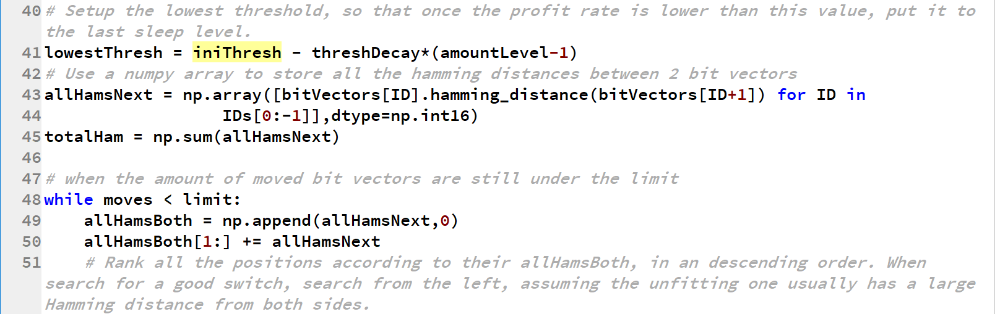 40 # Setup the lowest threshold, so that once the profit rate is lower than this value, put it to
the last sleep level.
41 lowestThresh = iniThresh - threshDecay*(amountLevel-1)
42 # Use a numpy array to store all the hamming distances between 2 bit vectors
43 allHamsNext = np.array([bitVectors[ID].hamming_distance(bitVectors[ID+1]) for ID in
44                   IDs[0:-1]],dtype=np.int16)
45 totalHam = np.sum(allHamsNext)
46
47 # when the amount of moved bit vectors are still under the limit
48 while moves < limit:
49     allHamsBoth = np.append(allHamsNext,0)
50     allHamsBoth[1:] += allHamsNext
51     # Rank all the positions according to their allHamsBoth, in an descending order. When
search for a good switch, search from the left, assuming the unfitting one usually has a large
Hamming distance from both sides.